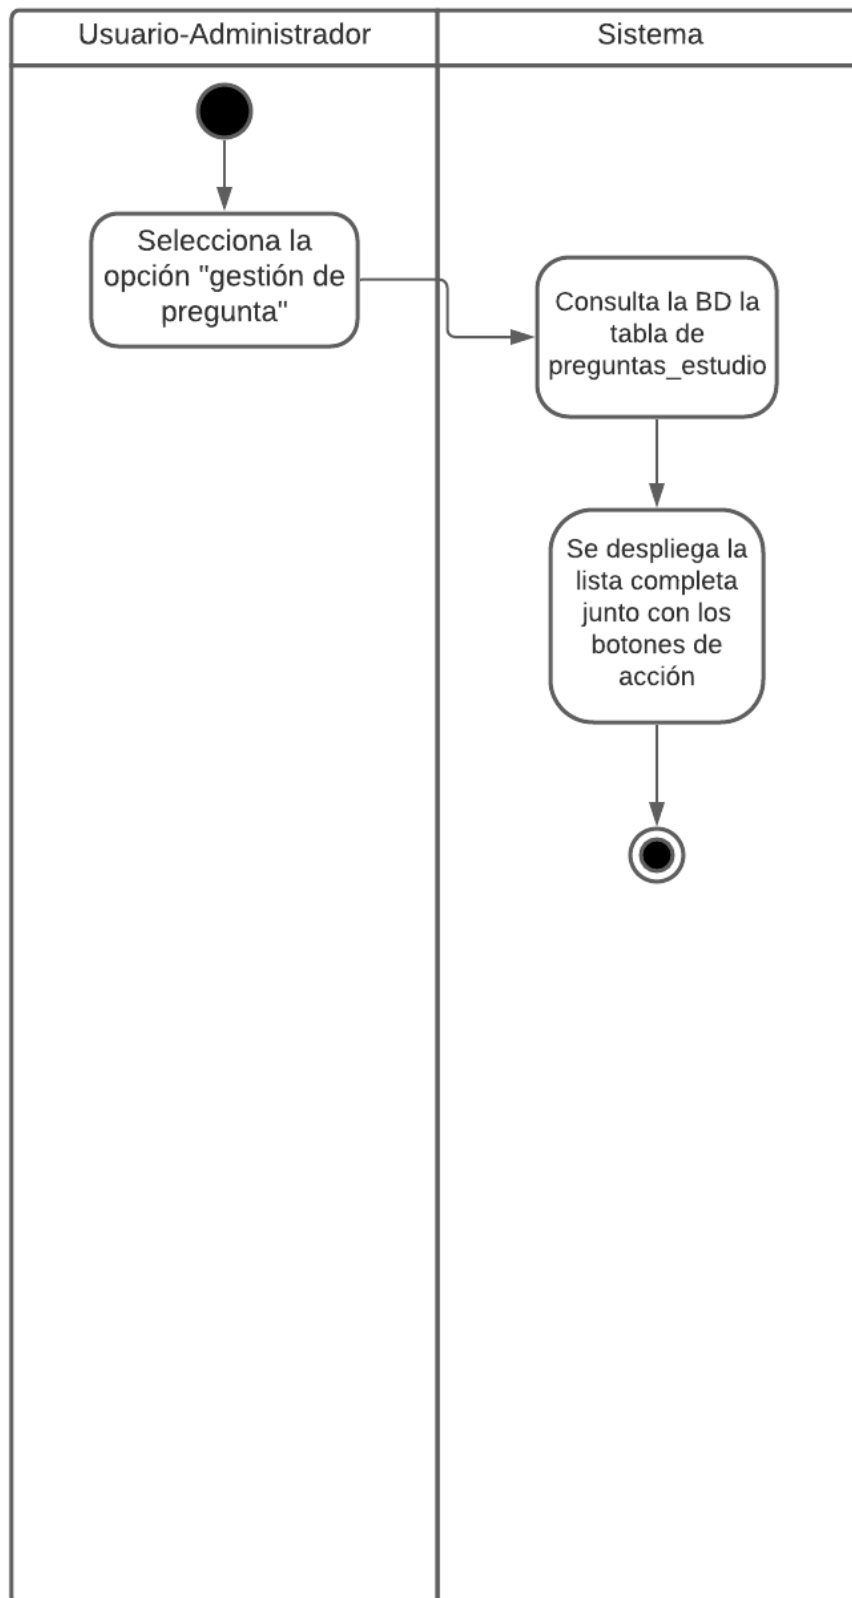 Usuario-Administrador
Sistema
Selecciona la
opción "gestión de
pregunta"
Consulta la BD la
tabla de
preguntas_estudio
Se despliega la
lista completa
junto con los
botones de
acción